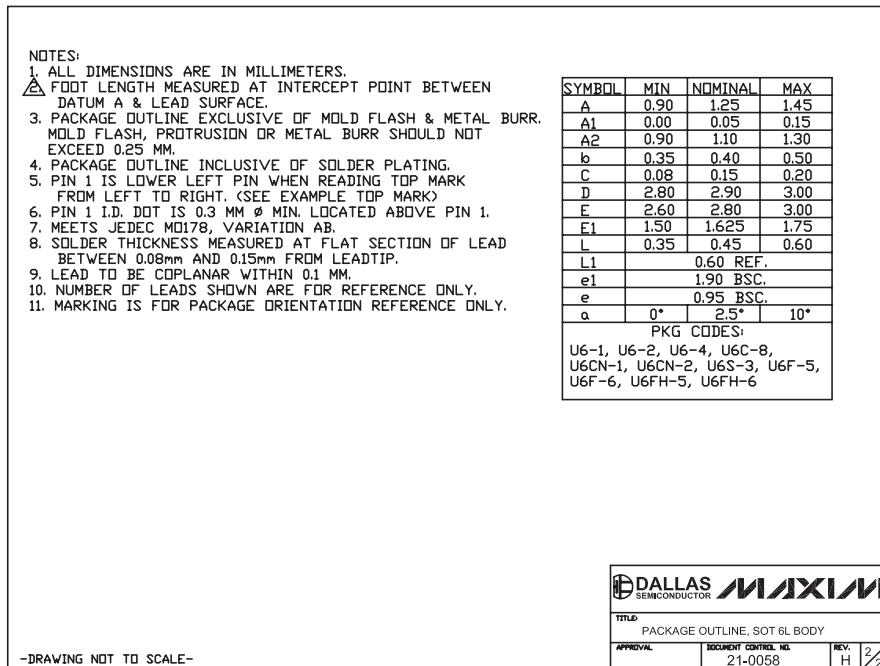 NOTES:
1. ALL DIMENSIONS ARE IN MILLIMETERS.
2 FOOT LENGTH MEASURED AT INTERCEPT POINT BETWEEN
DATUM A & LEAD SURFACE.
3. PACKAGE OUTLINE EXCLUSIVE OF MOLD FLASH & METAL BURR.
MOLD FLASH, PROTRUSION OR METAL BURR SHOULD NOT
EXCEED 0.25 MM.
4. PACKAGE OUTLINE INCLUSIVE OF SOLDER PLATING.
5. PIN 1 IS LOWER LEFT PIN WHEN READING TOP MARK
FROM LEFT TO RIGHT. (SEE EXAMPLE TOP MARK)
6. PIN 1 I.D. DOT IS 0.3 MM Ø MIN. LOCATED ABOVE PIN 1.
7. MEETS JEDEC MO178, VARIATION AB.
8. SOLDER THICKNESS MEASURED AT FLAT SECTION OF LEAD
BETWEEN 0.08mm AND 0.15mm FROM LEADTIP.
9. LEAD TO BE COPLANAR WITHIN 0.1 MM.
10. NUMBER OF LEADS SHOWN ARE FOR REFERENCE ONLY.
11. MARKING IS FOR PACKAGE ORIENTATION REFERENCE ONLY.
SYMBOL MIN NOMINAL MAX
A 0.90 1.25 1.45
A1 0.00 0.05 0.15
A2 0.90 1.10 1.30
b 0.35 0.40 0.50
C 0.08 0.15 0.20
D 2.80 2.90 3.00
E 2.60 2.80 3.00
E1 1.50 1.625 1.75
L 0.35 0.45 0.60
L1 0.60 REF.
e1 1.90 BSC.
e 0.95 BSC.
a 0° 2.5° 10°
PKG CODES:
U6-1, U6-2, U6-4, U6C-8,
U6CN-1, U6CN-2, U6S-3, U6F-5,
U6F-6, U6FH-5, U6FH-6
DALLAS
SEMICONDUCTOR
TITLE:
PACKAGE OUTLINE, SOT 6L BODY
APPROVAL DOCUMENT CONTROL NO. REV.
21-0058 H
-DRAWING NOT TO SCALE-